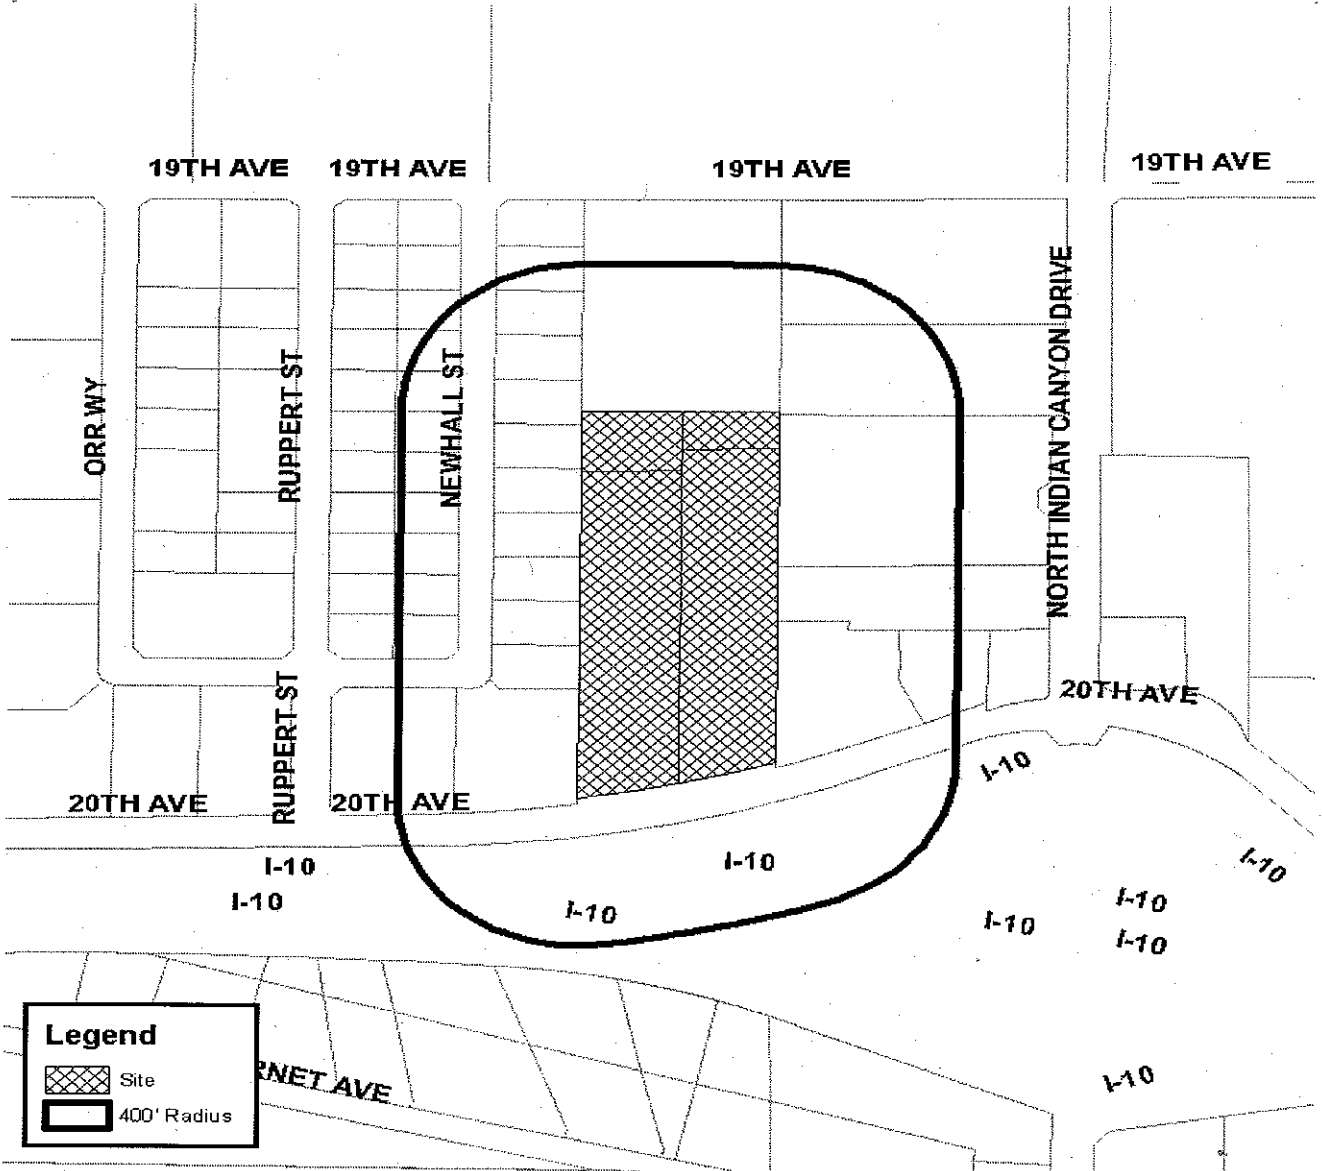 19TH AVE
19TH AVE
19TH AVE
19TH AVE
ORR WY
RUPPERT ST
NEWHALL ST
NORTH INDIAN CANYON DRIVE
RUPPERT ST
20TH AVE
20TH AVE
20TH AVE
I-10
I-10
I-10
I-10
I-10
I-10
I-10
I-10
I-10
I-10
RNET AVE
Legend
Site
400' Radius